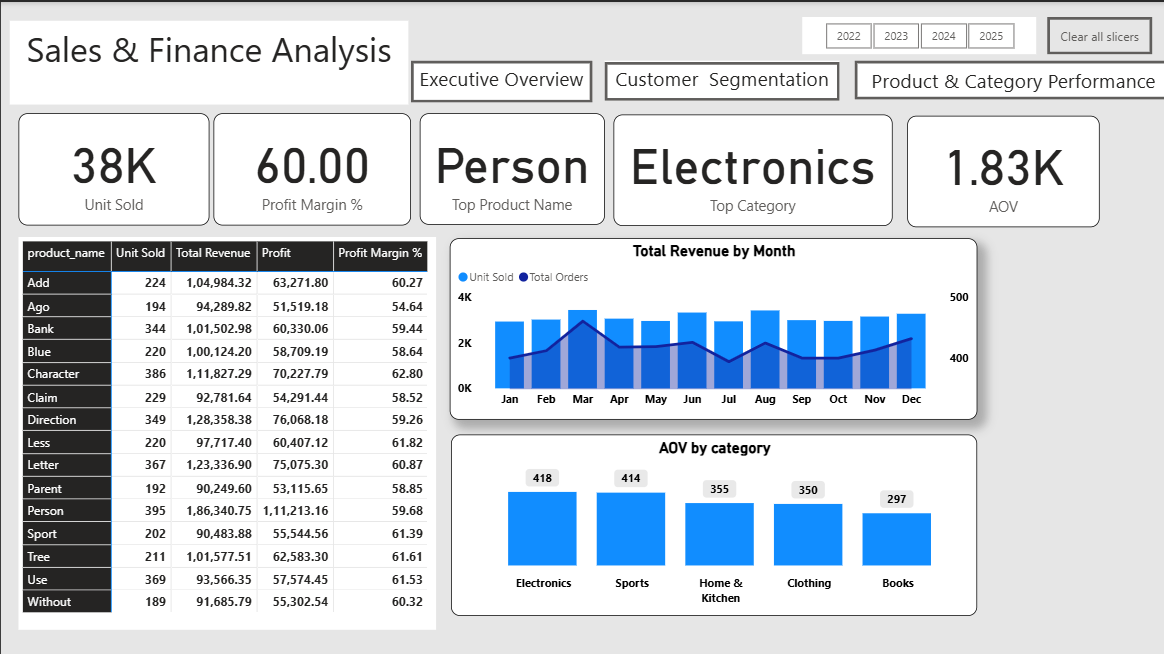 Sales & Finance Analysis
2022 2023 2024 2025 Clear all slicers
Executive Overview Customer  Segmentation Product & Category Performance
38K
Unit Sold
60.00
Profit Margin %
Person
Top Product Name
Electronics
Top Category
1.83K
AOV
product_name Unit Sold Total Revenue Profit Profit Margin %
Add 224 1,04,984.32 63,271.80 60.27
Ago 194 94,289.82 51,519.18 54.64
Bank 344 1,01,502.98 60,330.06 59.44
Blue 220 1,00,124.20 58,709.19 58.64
Character 386 1,11,827.29 70,227.79 62.80
Claim 229 92,781.64 54,291.44 58.52
Direction 349 1,28,358.38 76,068.18 59.26
Less 220 97,717.40 60,407.12 61.82
Letter 367 1,23,336.90 75,075.30 60.87
Parent 192 90,249.60 53,115.65 58.85
Person 395 1,86,340.75 1,11,213.16 59.68
Sport 202 90,483.88 55,544.56 61.39
Tree 211 1,01,577.51 62,583.30 61.61
Use 369 93,566.35 57,574.45 61.53
Without 189 91,685.79 55,302.54 60.32
Total Revenue by Month
Unit Sold Total Orders
4K 500
2K 400
0K
Jan Feb Mar Apr May Jun Jul Aug Sep Oct Nov Dec
AOV by category
418 414 355 350 297
Electronics Sports Home & Clothing Books
Kitchen